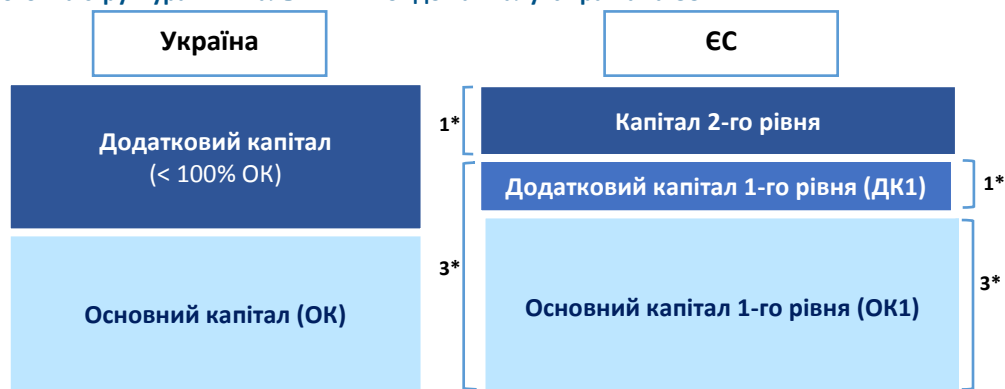 Україна
ЄС
Додатковий капітал
(< 100% ОК)
1*
Капітал 2-го рівня
Додатковий капітал 1-го рівня (ДК1)
1*
3*
Основний капітал (ОК)
Основний капітал 1-го рівня (ОК1)
3*